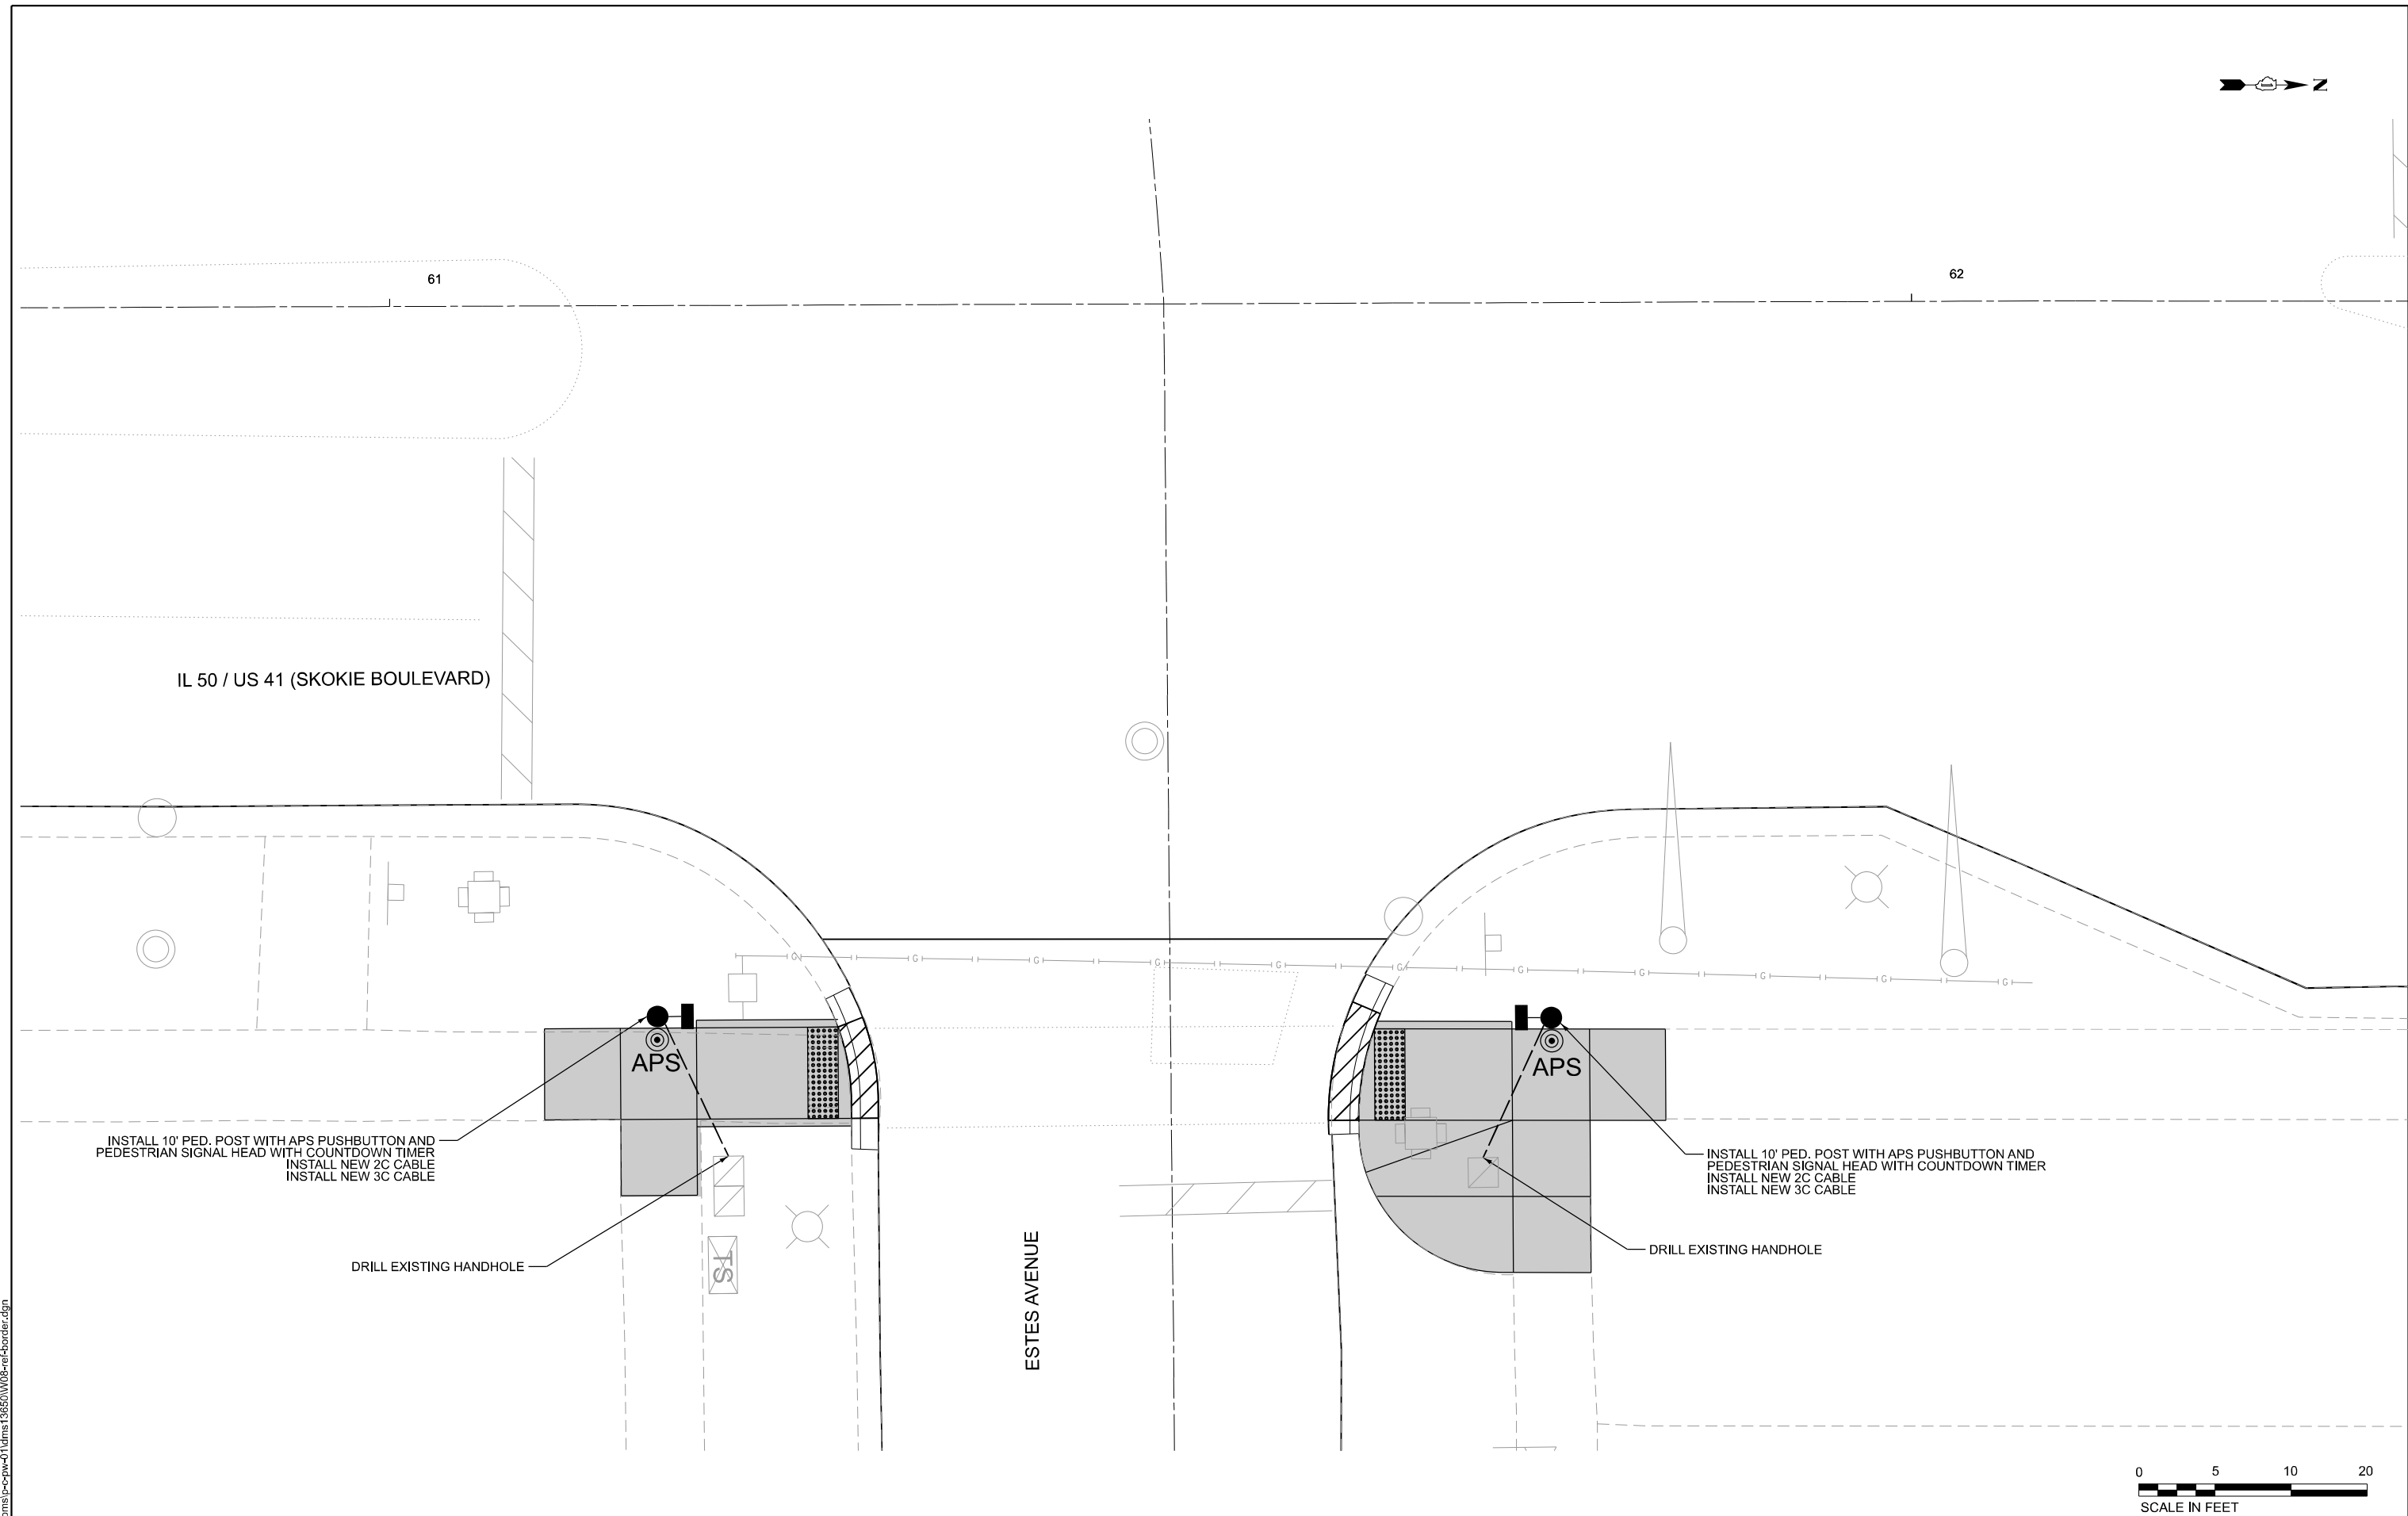 N
61
62
IL 50 / US 41 (SKOKIE BOULEVARD)
G G G G G G G G G G G
APS
APS
INSTALL 10' PED. POST WITH APS PUSHBUTTON AND
PEDESTRIAN SIGNAL HEAD WITH COUNTDOWN TIMER
INSTALL NEW 2C CABLE
INSTALL NEW 3C CABLE
INSTALL 10' PED. POST WITH APS PUSHBUTTON AND
PEDESTRIAN SIGNAL HEAD WITH COUNTDOWN TIMER
INSTALL NEW 2C CABLE
INSTALL NEW 3C CABLE
DRILL EXISTING HANDHOLE
TS
ESTES AVENUE
DRILL EXISTING HANDHOLE
0 5 10 20
SCALE IN FEET